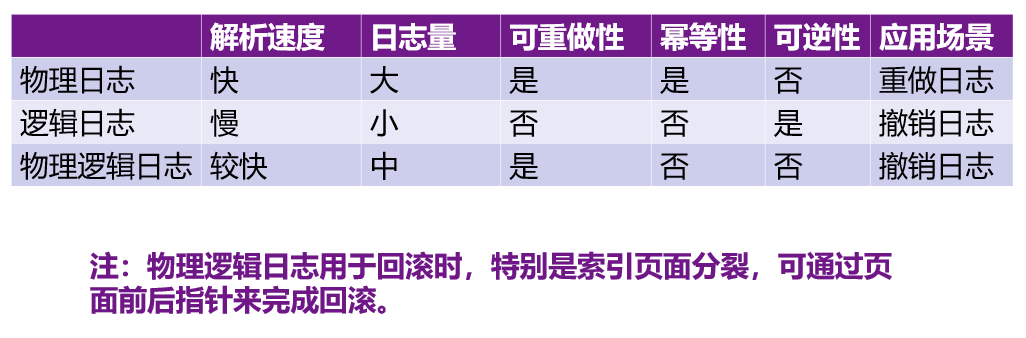 解析速度 日志量 可重做性 幂等性 可逆性 应用场景
物理日志 快 大 是 是 否 重做日志
逻辑日志 慢 小 否 否 是 撤销日志
物理逻辑日志 较快 中 是 否 否 撤销日志
注：物理逻辑日志用于回滚时，特别是索引页面分裂，可通过页
面前后指针来完成回滚。